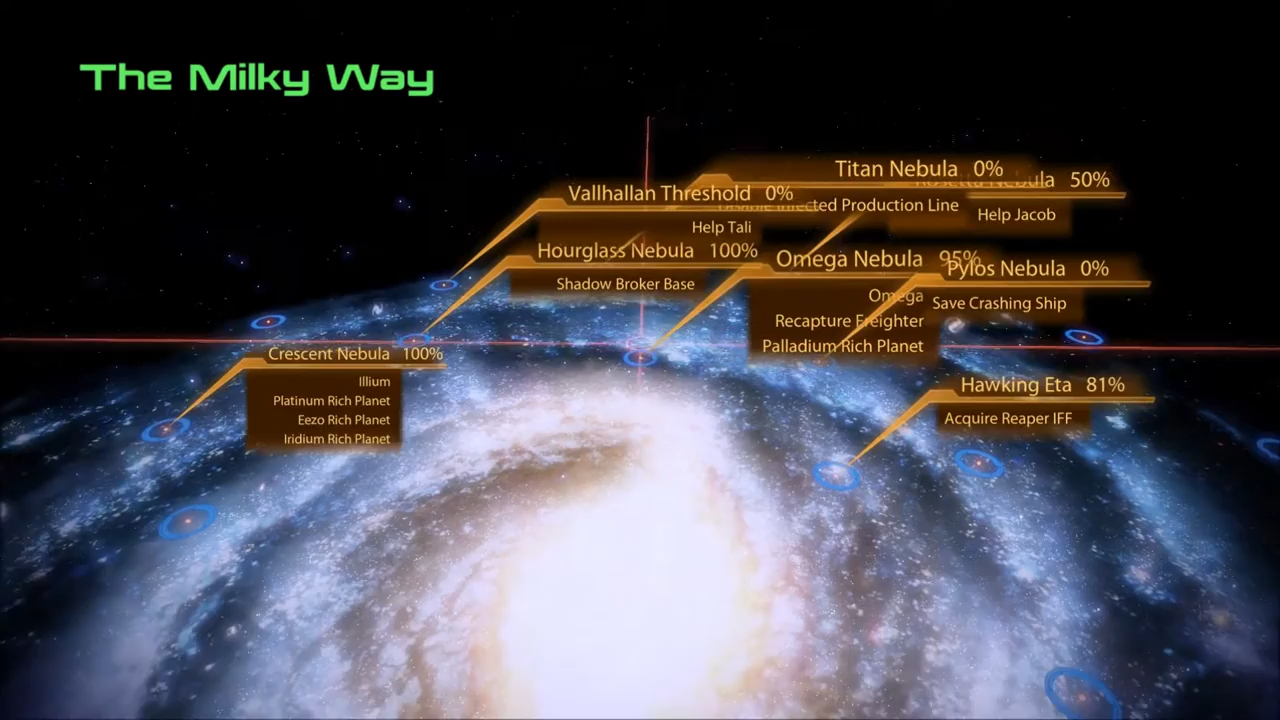 The Milky Way
Titan Nebula 0%
Nebula 50%
Vallhallan Threshold 0%
Production Line
Help Jacob
Help Tali
Hourglass Nebula 100%
Omega Nebula 95%
Pylos Nebula 0%
Shadow Broker Base
Omega
Save Crashing Ship
Recapture Freighter
Palladium Rich Planet
Crescent Nebula 100%
Illium
Platinum Rich Planet
Eezo Rich Planet
Iridium Rich Planet
Hawking Eta 81%
Acquire Reaper IFF